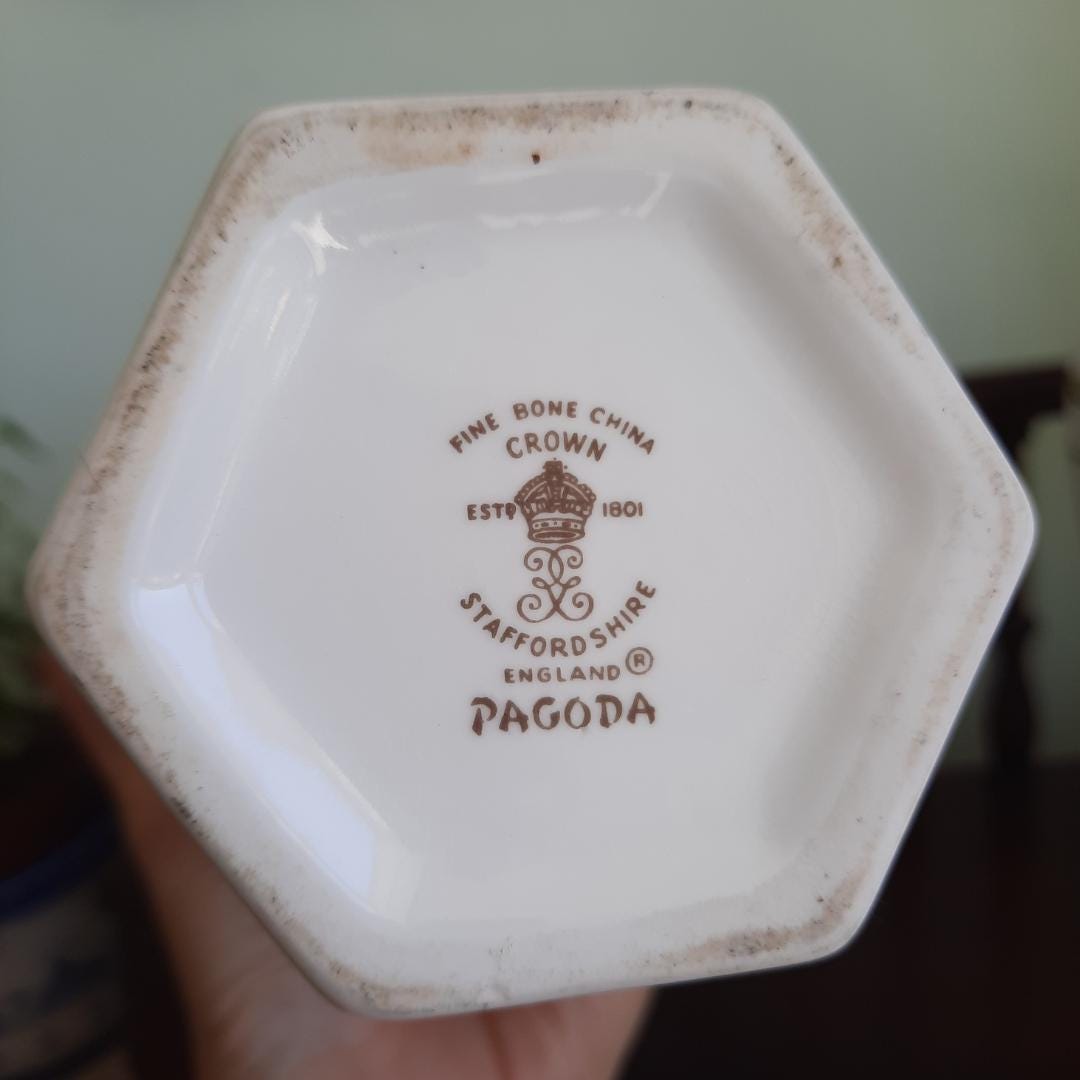 FINE BONE CHINA
CROWN
ESTD 1801
STAFFORDSHIRE
ENGLAND ®
PAGODA